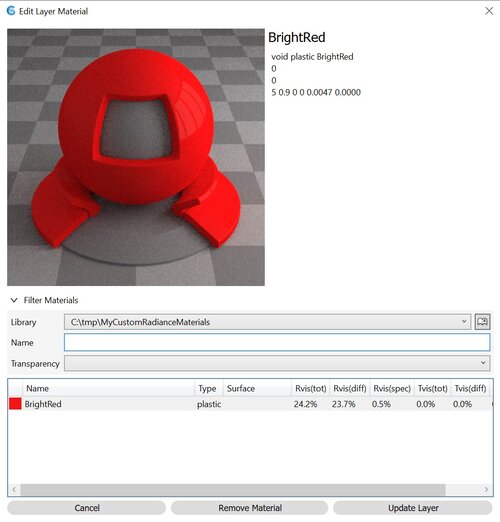 Edit Layer Material
BrightRed
void plastic BrightRed
0
0
5 0.9 0 0 0.0047 0.0000
Filter Materials
Library C:\tmp\MyCustomRadianceMaterials
Name
Transparency
Name Type Surface Rvis(tot) Rvis(diff) Rvis(spec) Tvis(tot) Tvis(diff)
BrightRed plastic 24.2% 23.7% 0.5% 0.0% 0.0%
Cancel Remove Material Update Layer